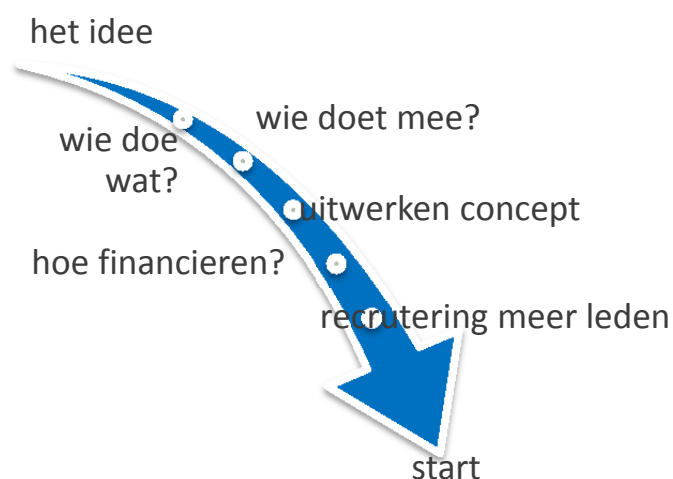 het idee
wie doet mee?
wie doe
wat?
uitwerken concept
hoe financieren?
recrutering meer leden
start